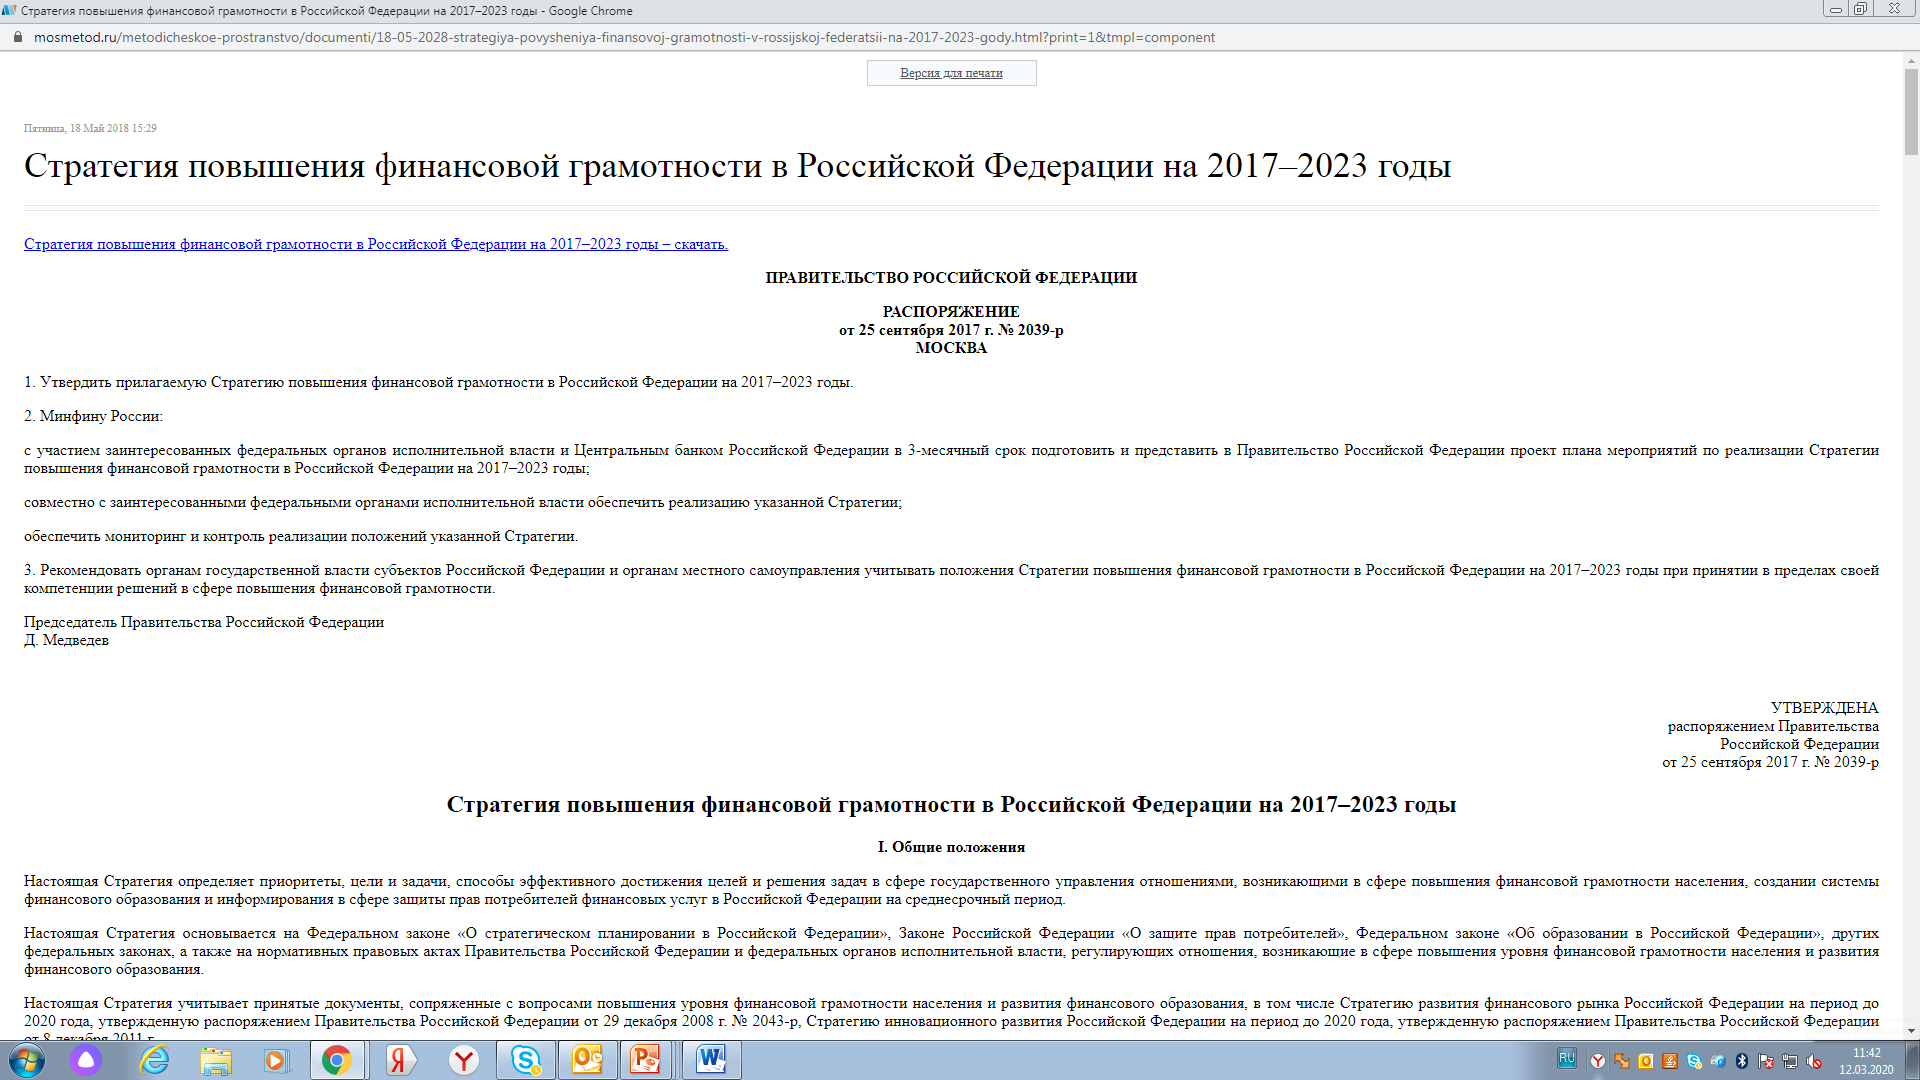 Стратегия повышения финансовой грамотности в Российской Федерации на 2017–2023 годы - Google Chrome
mosmetod.ru/metodicheskoe-prostranstvo/documenti/18-05-2028-strategiya-povysheniya-finansovoj-gramotnosti-v-rossijskoj-federatsii-na-2017-2023-gody.html?print=1&tmpl=component
Версия для печати
Пятница, 18 Май 2018 15:29
Стратегия повышения финансовой грамотности в Российской Федерации на 2017–2023 годы
Стратегия повышения финансовой грамотности в Российской Федерации на 2017–2023 годы – скачать.
ПРАВИТЕЛЬСТВО РОССИЙСКОЙ ФЕДЕРАЦИИ
РАСПОРЯЖЕНИЕ
от 25 сентября 2017 г. № 2039-р
МОСКВА
1. Утвердить прилагаемую Стратегию повышения финансовой грамотности в Российской Федерации на 2017–2023 годы.
2. Минфину России:
с участием заинтересованных федеральных органов исполнительной власти и Центральным банком Российской Федерации в 3-месячный срок подготовить и представить в Правительство Российской Федерации проект плана мероприятий по реализации Стратегии
повышения финансовой грамотности в Российской Федерации на 2017–2023 годы;
совместно с заинтересованными федеральными органами исполнительной власти обеспечить реализацию указанной Стратегии;
обеспечить мониторинг и контроль реализации положений указанной Стратегии.
3. Рекомендовать органам государственной власти субъектов Российской Федерации и органам местного самоуправления учитывать положения Стратегии повышения финансовой грамотности в Российской Федерации на 2017–2023 годы при принятии в пределах своей
компетенции решений в сфере повышения финансовой грамотности.
Председатель Правительства Российской Федерации
Д. Медведев
УТВЕРЖДЕНА
распоряжением Правительства
Российской Федерации
от 25 сентября 2017 г. № 2039-р
Стратегия повышения финансовой грамотности в Российской Федерации на 2017–2023 годы
I. Общие положения
Настоящая Стратегия определяет приоритеты, цели и задачи, способы эффективного достижения целей и решения задач в сфере государственного управления отношениями, возникающими в сфере повышения финансовой грамотности населения, создании системы
финансового образования и информирования в сфере защиты прав потребителей финансовых услуг в Российской Федерации на среднесрочный период.
Настоящая Стратегия основывается на Федеральном законе «О стратегическом планировании в Российской Федерации», Законе Российской Федерации «О защите прав потребителей», Федеральном законе «Об образовании в Российской Федерации», других
федеральных законах, а также на нормативных правовых актах Правительства Российской Федерации и федеральных органов исполнительной власти, регулирующих отношения, возникающие в сфере повышения уровня финансовой грамотности населения и развития
финансового образования.
Настоящая Стратегия учитывает принятые документы, сопряженные с вопросами повышения уровня финансовой грамотности населения и развития финансового образования, в том числе Стратегию развития финансового рынка Российской Федерации на период до
2020 года, утвержденную распоряжением Правительства Российской Федерации от 29 декабря 2008 г. № 2043-р, Стратегию инновационного развития Российской Федерации на период до 2020 года, утвержденную распоряжением Правительства Российской Федерации
от 8 декабря 2011 г.
RU
11:42
12.03.2020